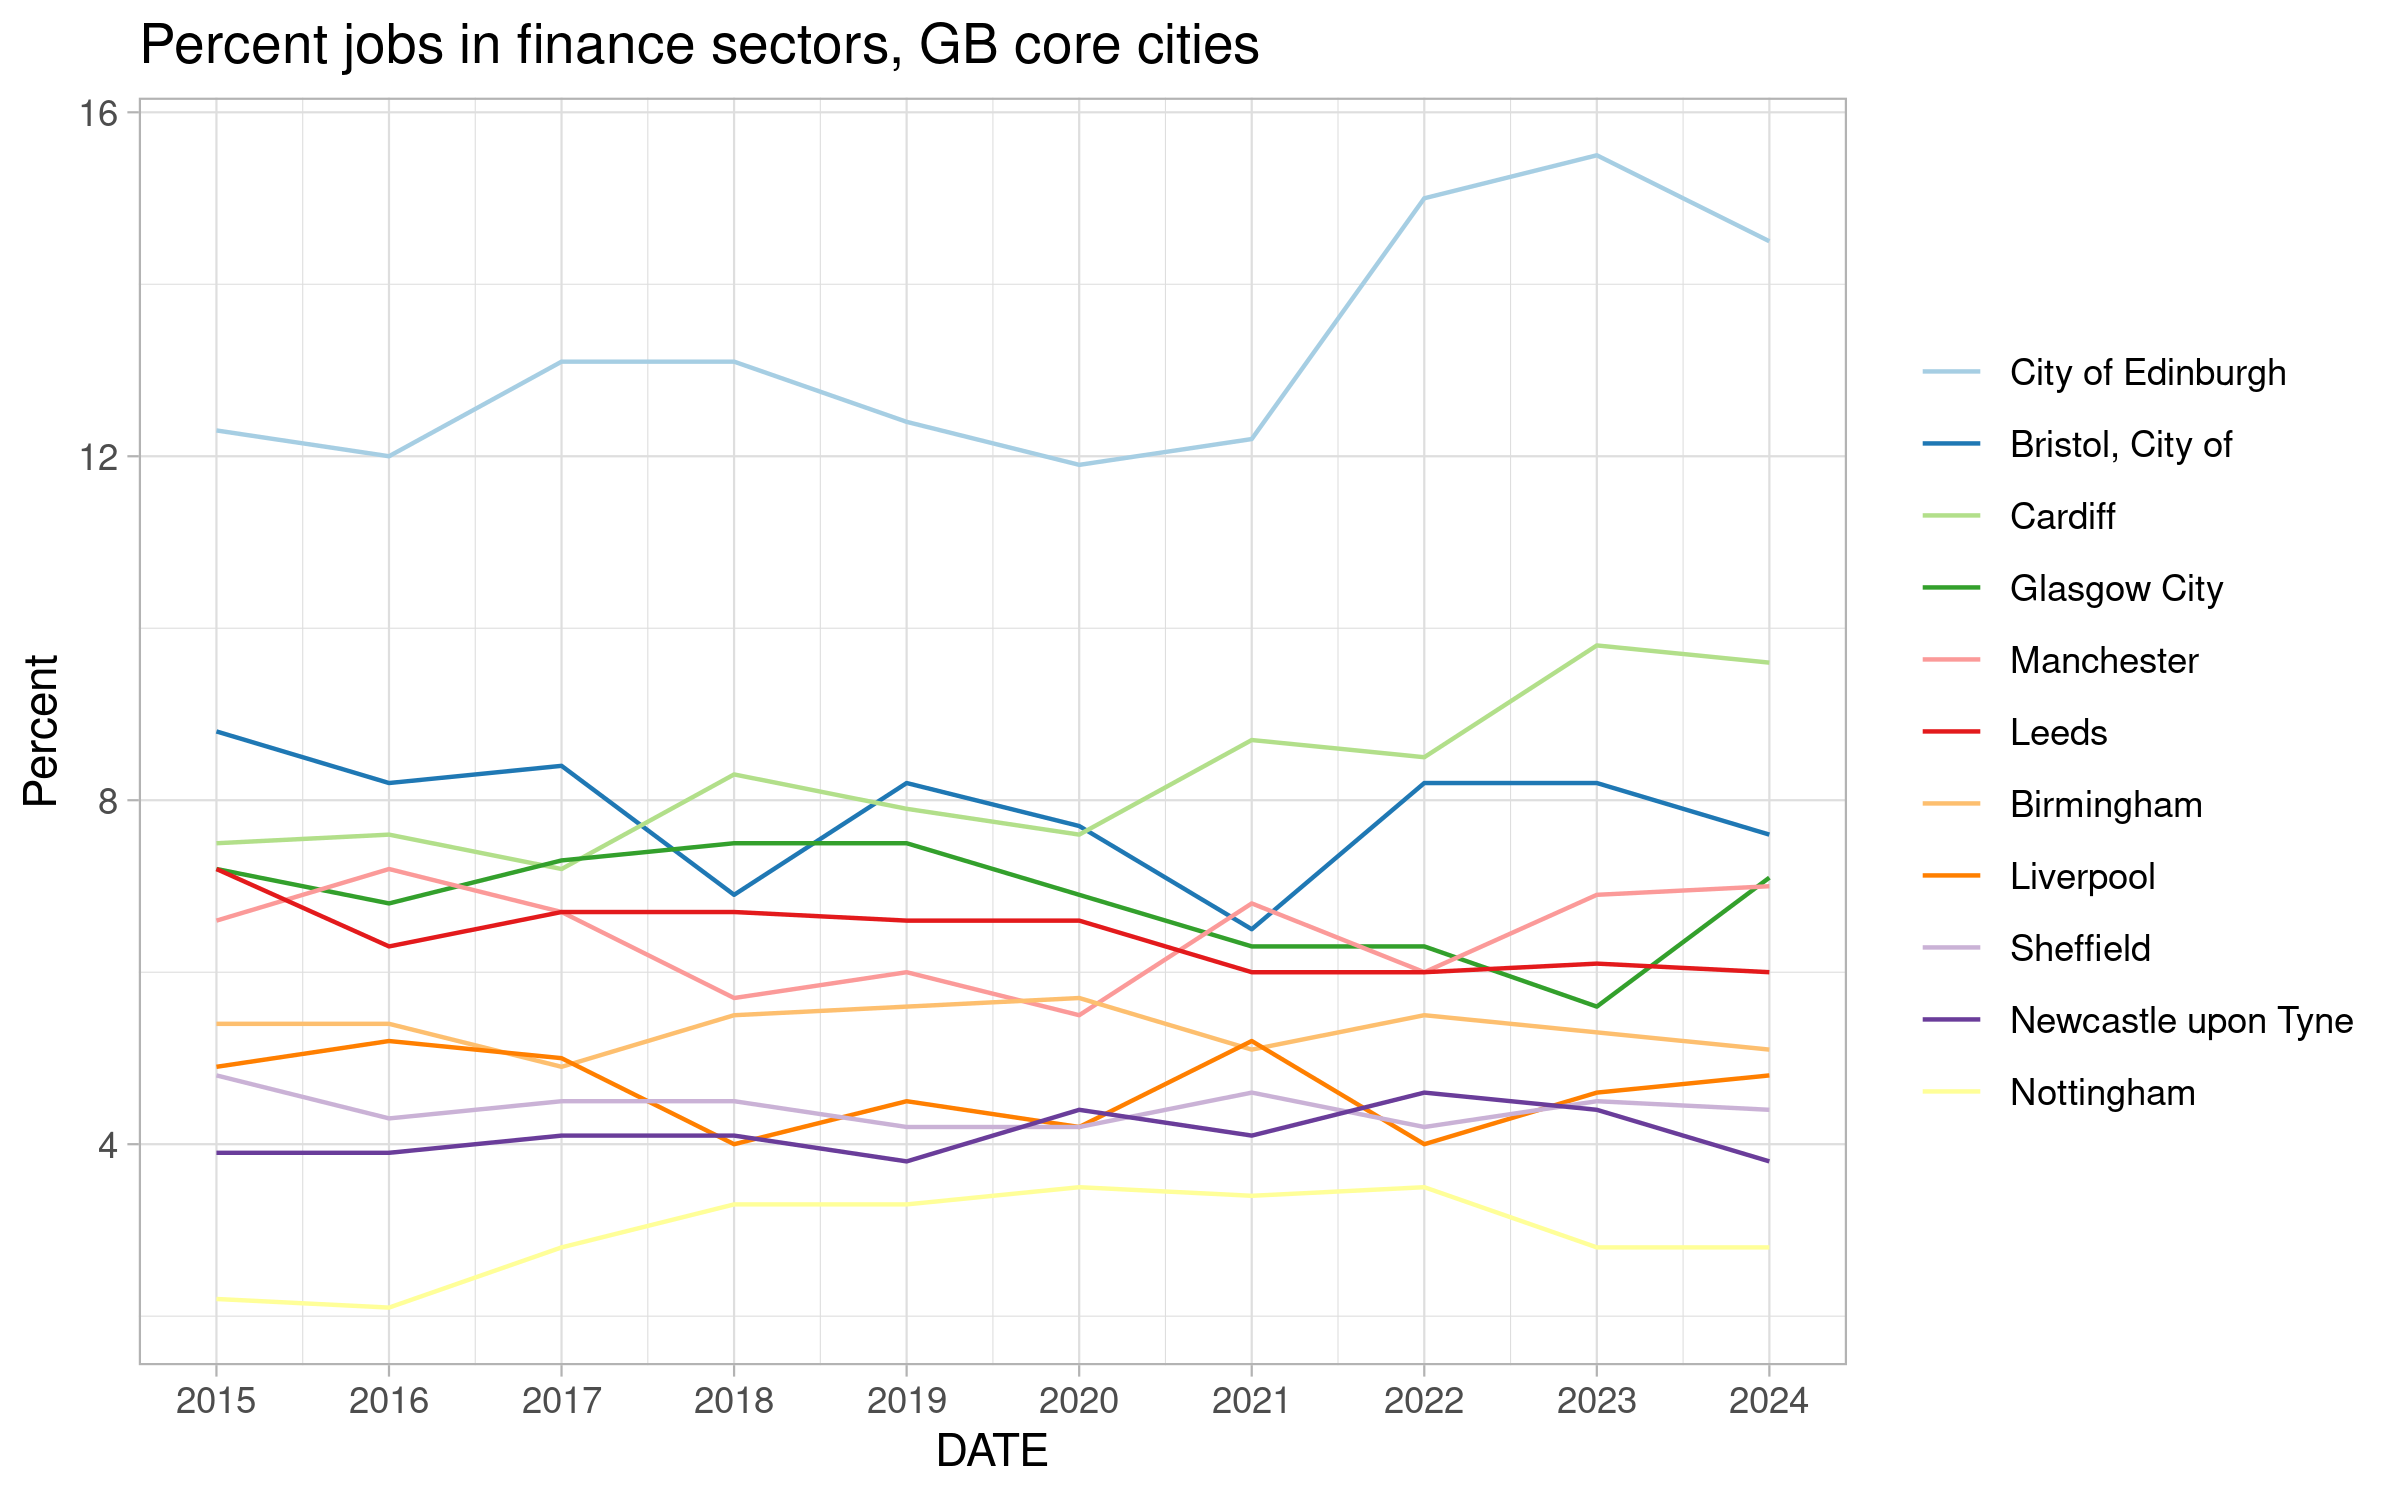 Percent jobs in finance sectors, GB core cities
16
12
8
4
Percent
2015 2016 2017 2018 2019 2020 2021 2022 2023 2024
DATE
City of Edinburgh
Bristol, City of
Cardiff
Glasgow City
Manchester
Leeds
Birmingham
Liverpool
Sheffield
Newcastle upon Tyne
Nottingham